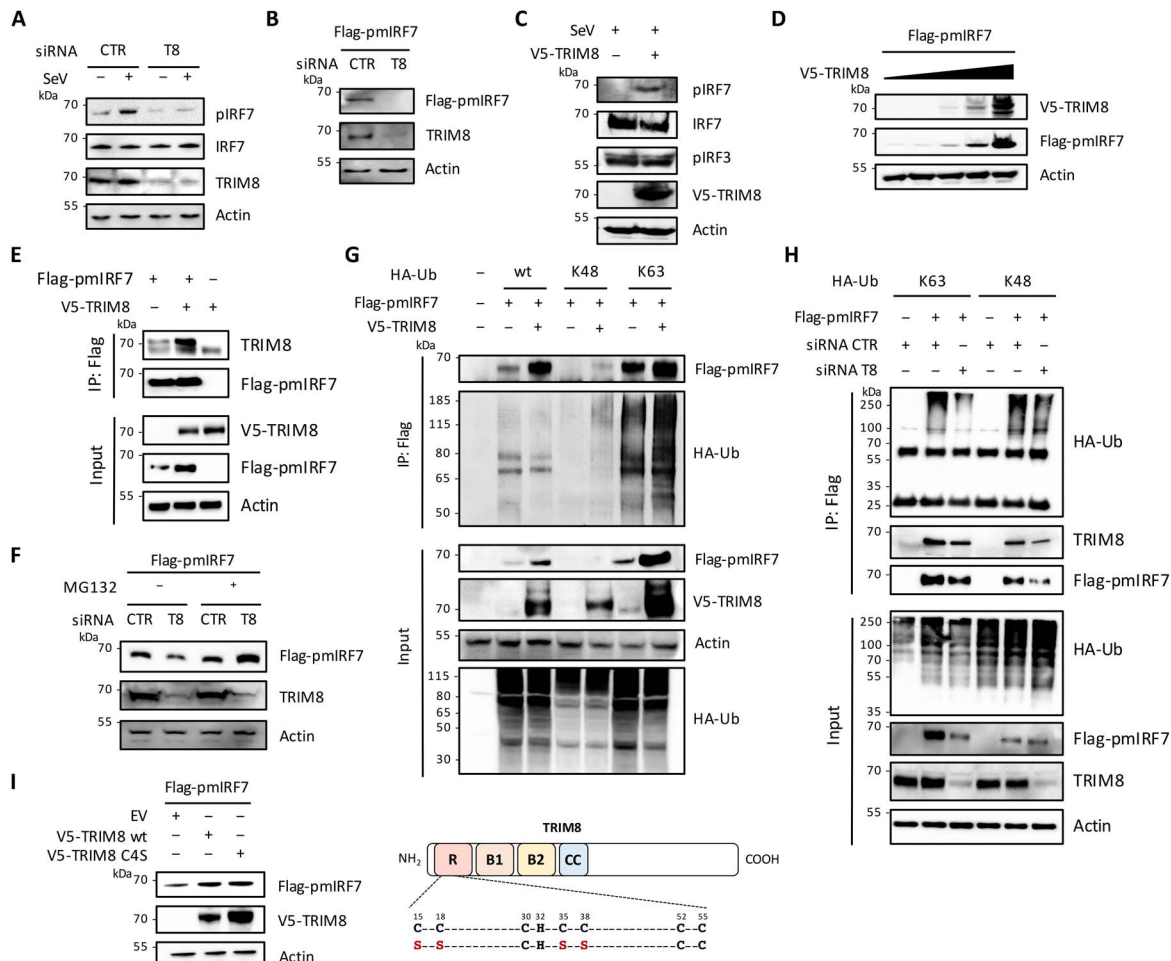 A
siRNA CTR T8
SeV – + – +
kDa
70 pIRF7
70 IRF7
70 TRIM8
55 Actin
B
Flag-pmIRF7
siRNA CTR T8
kDa
70 Flag-pmIRF7
70 TRIM8
55 Actin
C
SeV + +
V5-TRIM8 – +
kDa
70 pIRF7
70 IRF7
55 pIRF3
70 V5-TRIM8
55 Actin
D
Flag-pmIRF7
V5-TRIM8
kDa
70 V5-TRIM8
70 Flag-pmIRF7
55 Actin
E
Flag-pmIRF7 + + –
V5-TRIM8 – + +
kDa
IP: Flag
70 TRIM8
70 Flag-pmIRF7
Input
70 V5-TRIM8
70 Flag-pmIRF7
55 Actin
F
Flag-pmIRF7
MG132 – +
siRNA CTR T8 CTR T8
kDa
70 Flag-pmIRF7
70 TRIM8
55 Actin
G
HA-Ub – wt K48 K63
Flag-pmIRF7 – + + + + + +
V5-TRIM8 – – + – + – +
kDa
IP: Flag
70 Flag-pmIRF7
185
115
80
65
50
HA-Ub
Input
70 Flag-pmIRF7
70 V5-TRIM8
55 Actin
115
80
65
50
30
HA-Ub
H
HA-Ub K63 K48
Flag-pmIRF7 – + + – + +
siRNA CTR + + – + + –
siRNA T8 – – + – – +
kDa
IP: Flag
250
100
70
55
35
25
HA-Ub
70 TRIM8
70 Flag-pmIRF7
Input
250
100
70
55
35
HA-Ub
70 Flag-pmIRF7
70 TRIM8
55 Actin
I
Flag-pmIRF7
EV + – –
V5-TRIM8 wt – + –
V5-TRIM8 C4S – – +
kDa
70 Flag-pmIRF7
70 V5-TRIM8
55 Actin
TRIM8
NH2 R B1 B2 CC COOH
15 18 30 32 35 38 52 55
C--C-----------C-H--C--C-------------C--C
S--S-----------C-H--S--S-------------C--C